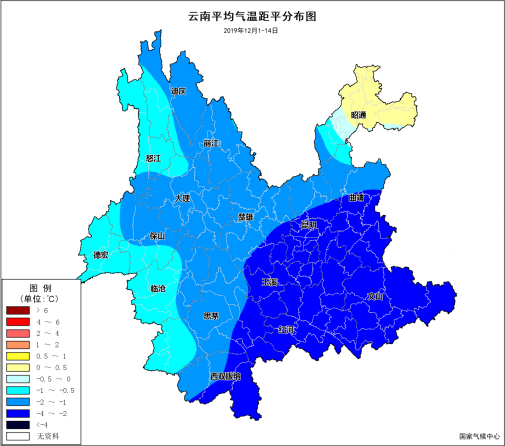 云南平均气温距平分布图
2019年12月1-14日
迪庆
丽江
昭通
怒江
大理
楚雄
曲靖
昆明
保山
德宏
临沧
玉溪
文山
思茅
红河
西双版纳
图 例
(单位:℃)
> 6
4 ~ 6
2 ~ 4
1 ~ 2
0.5 ~ 1
0 ~ 0.5
-0.5 ~ 0
-1 ~ -0.5
-2 ~ -1
-4 ~ -2
<-4
无资料
国家气候中心